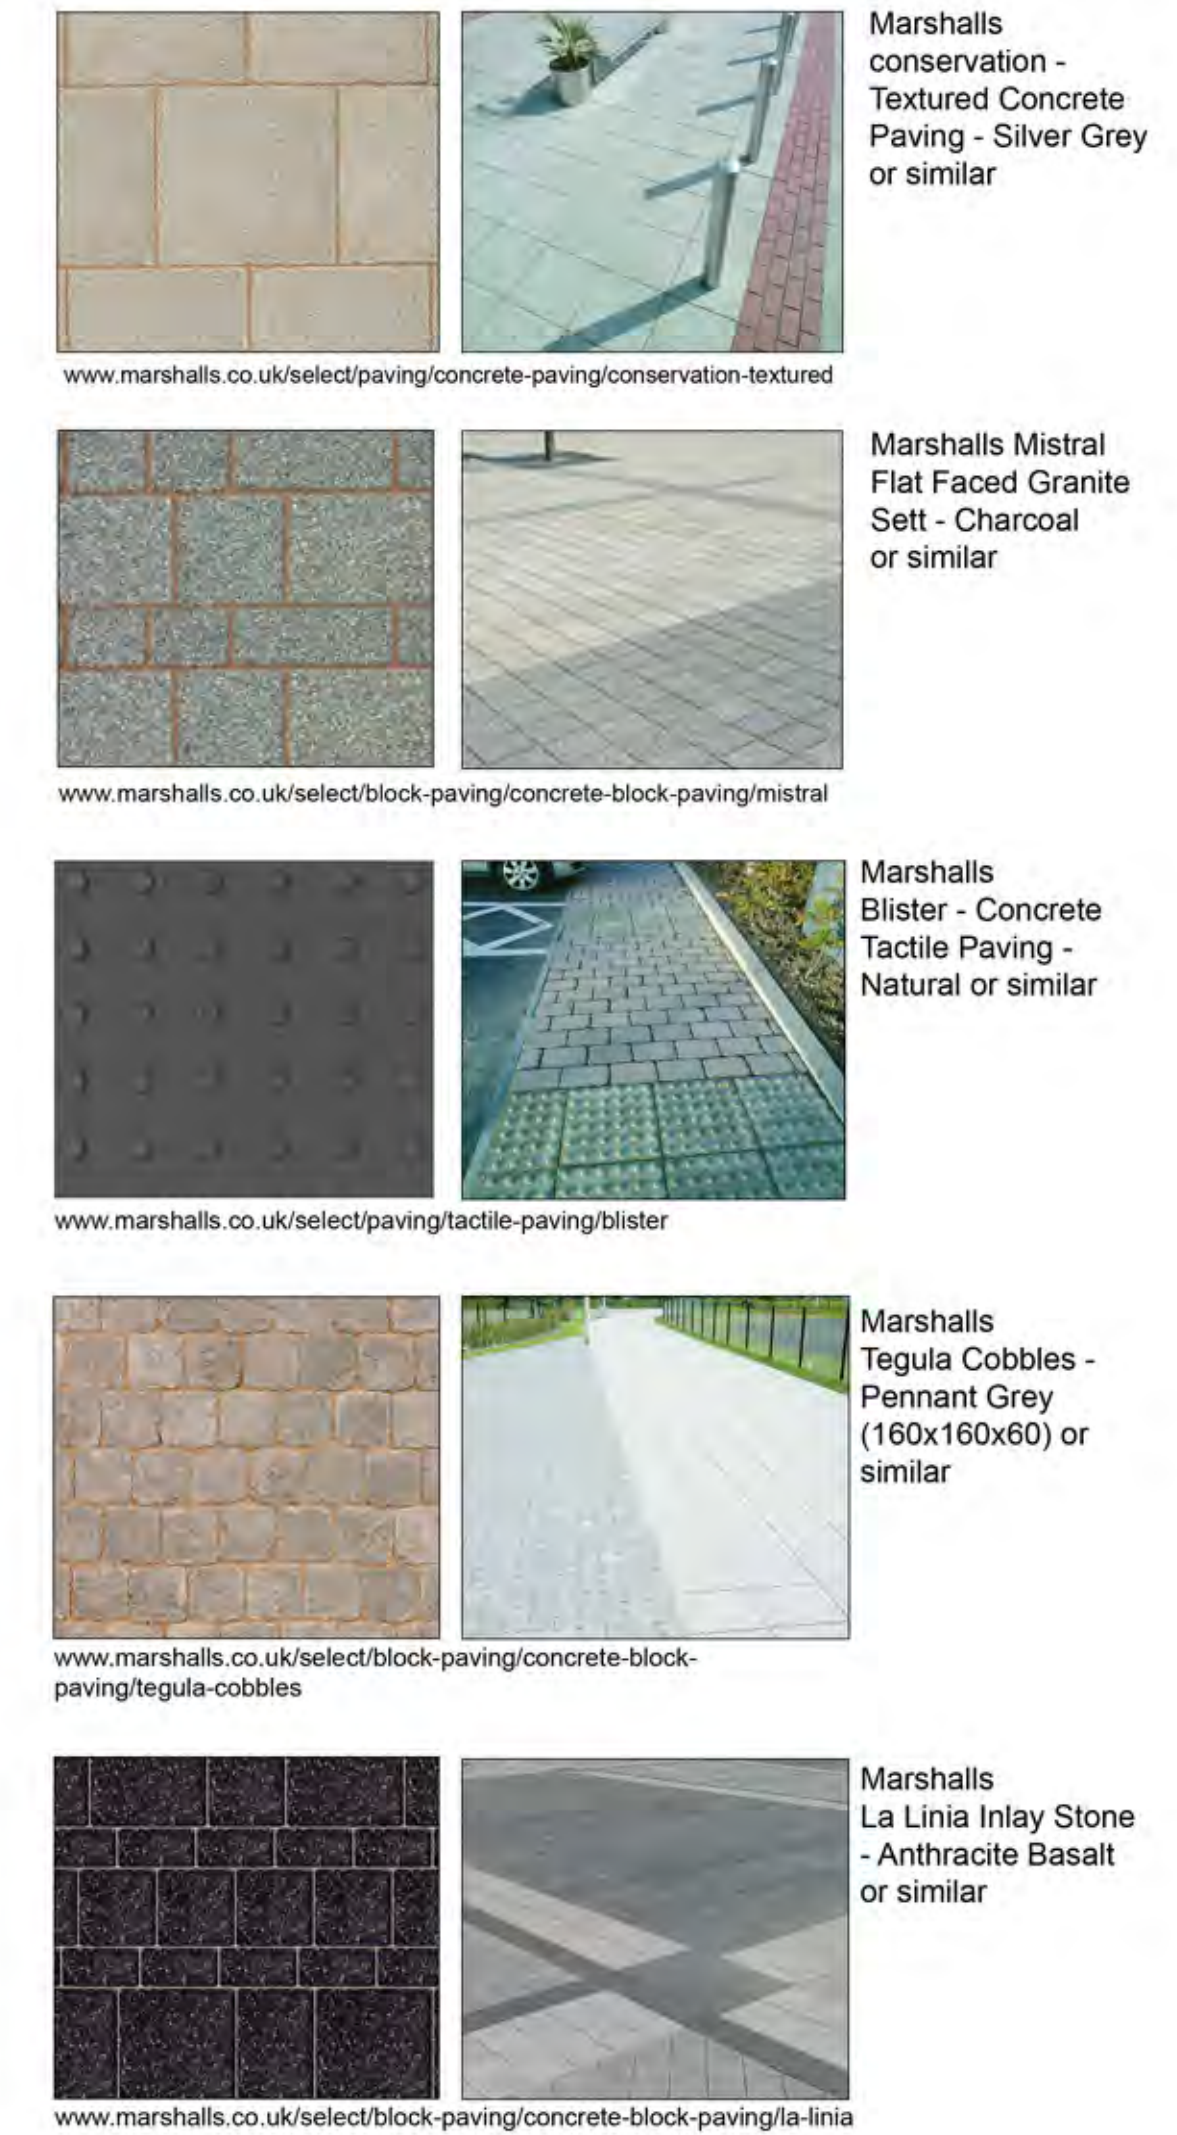 Marshalls
conservation -
Textured Concrete
Paving - Silver Grey
or similar
www.marshalls.co.uk/select/paving/concrete-paving/conservation-textured
Marshalls Mistral
Flat Faced Granite
Sett - Charcoal
or similar
www.marshalls.co.uk/select/block-paving/concrete-block-paving/mistral
Marshalls
Blister - Concrete
Tactile Paving -
Natural or similar
www.marshalls.co.uk/select/paving/tactile-paving/blister
Marshalls
Tegula Cobbles -
Pennant Grey
(160x160x60) or
similar
www.marshalls.co.uk/select/block-paving/concrete-block-
paving/tegula-cobbles
Marshalls
La Linia Inlay Stone
- Anthracite Basalt
or similar
www.marshalls.co.uk/select/block-paving/concrete-block-paving/la-linia